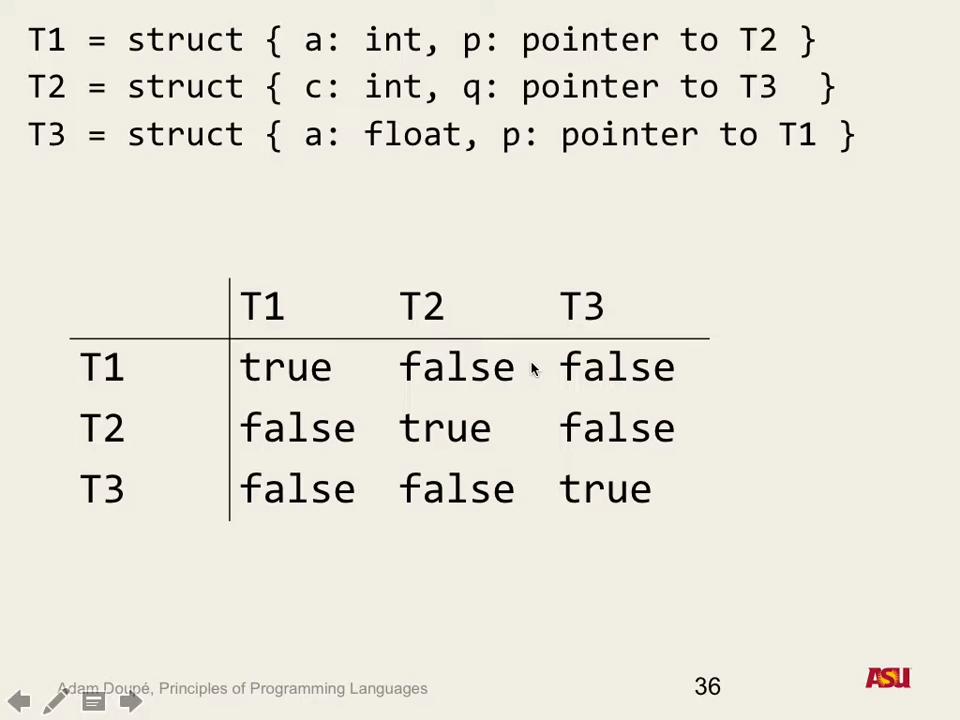 T1 = struct { a: int, p: pointer to T2 }
T2 = struct { c: int, q: pointer to T3  }
T3 = struct { a: float, p: pointer to T1 }
T1 T2 T3
T1 true false false
T2 false true false
T3 false false true
Adam Doupé, Principles of Programming Languages
36
ASU